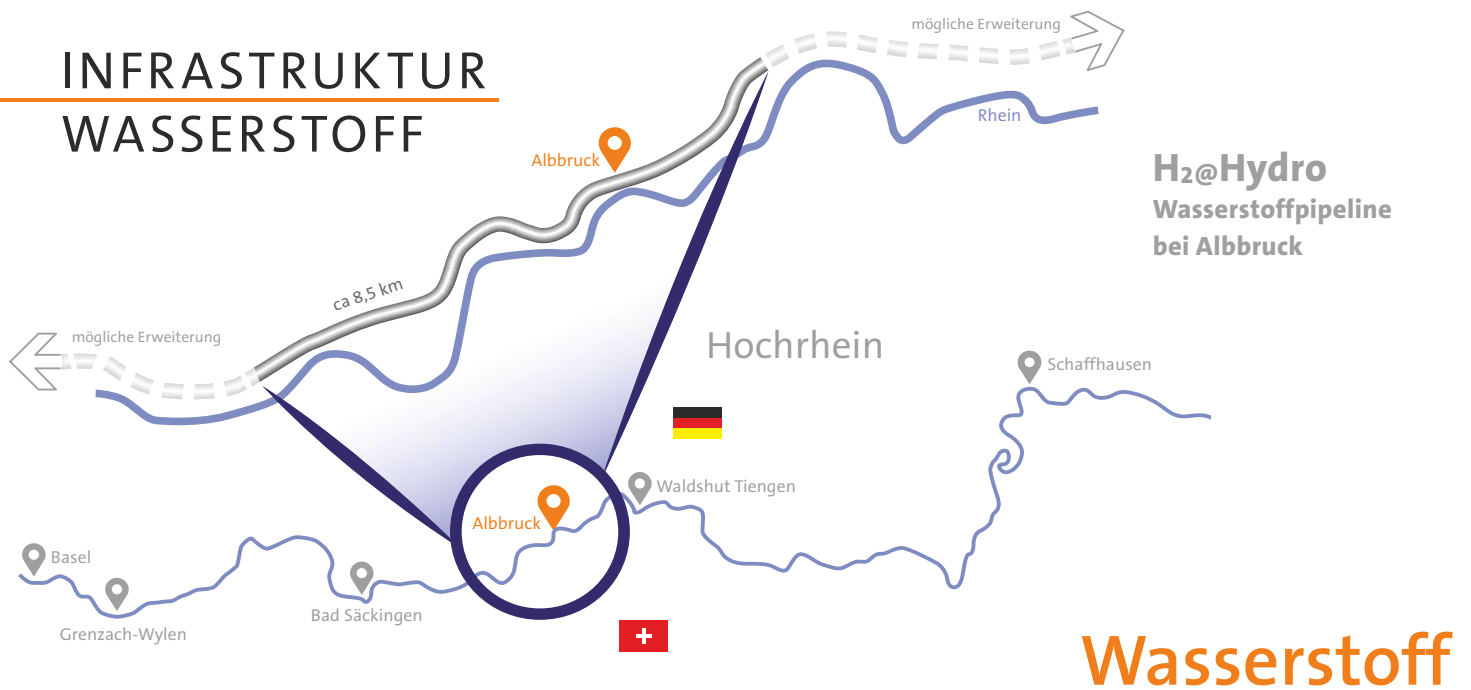 INFRASTRUKTUR
WASSERSTOFF
mögliche Erweiterung
Rhein
Albbruck
H₂@Hydro
Wasserstoffpipeline
bei Albbruck
ca 8,5 km
mögliche Erweiterung
Hochrhein
Schaffhausen
Waldshut Tiengen
Albbruck
Basel
Bad Säckingen
Grenzach-Wylen
Wasserstoff